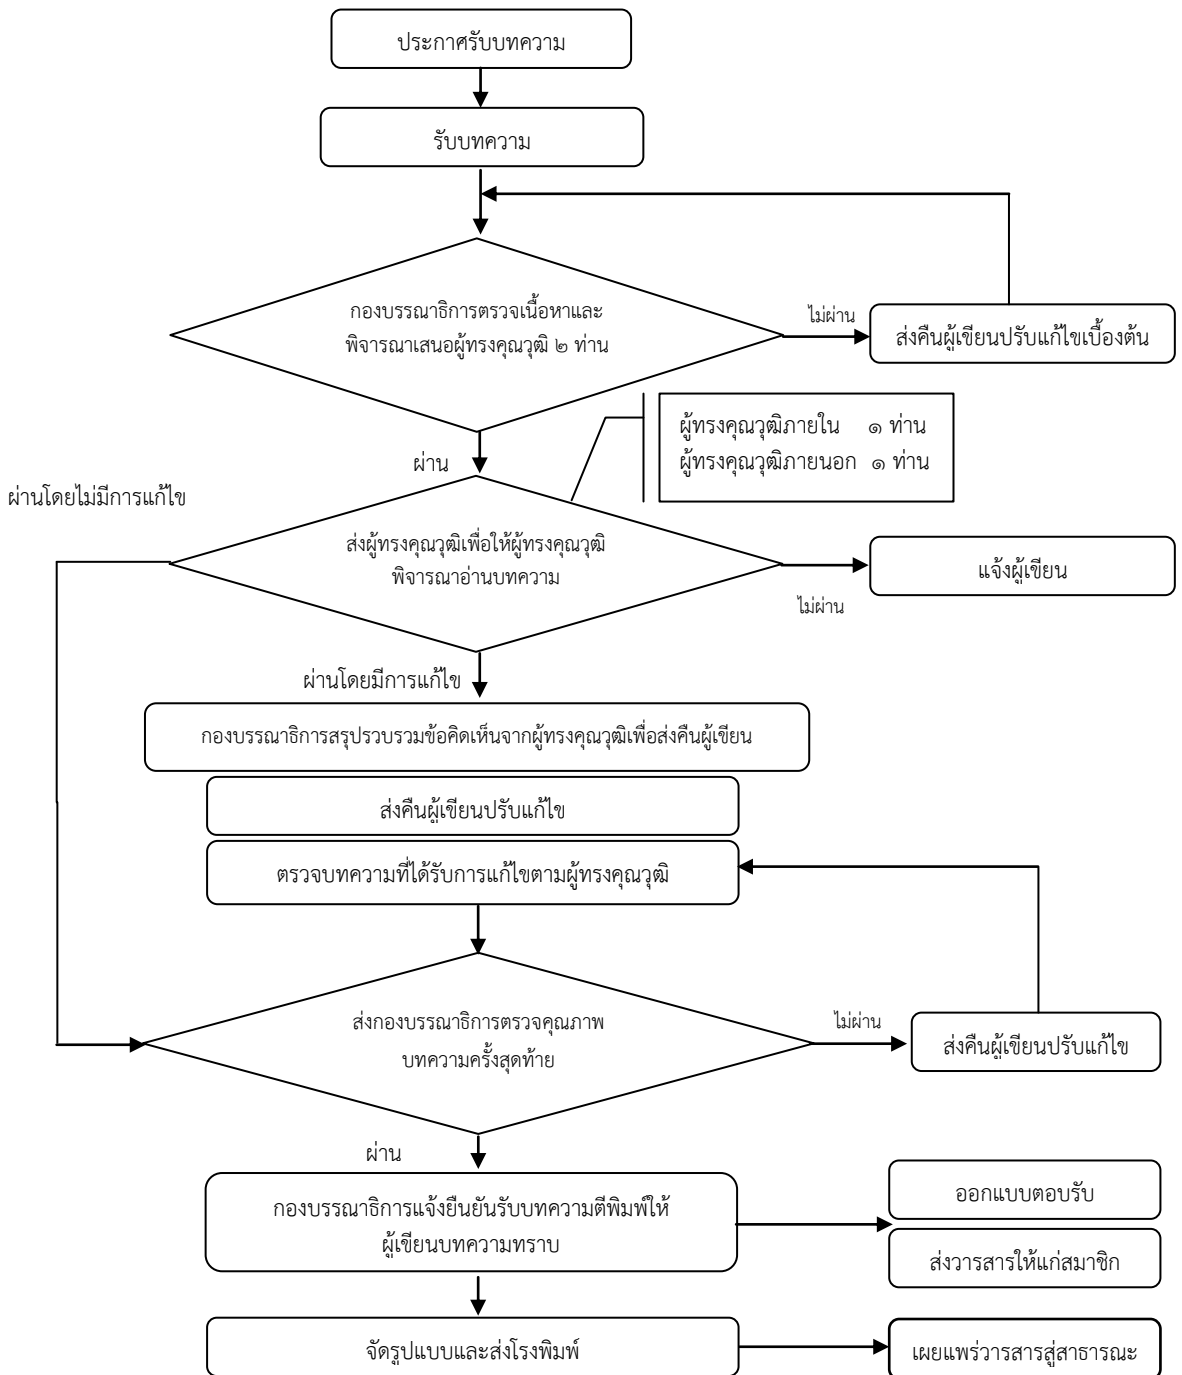 ประกาศรับบทความ
รับบทความ
กองบรรณาธิการตรวจเนื้อหาและ
พิจารณาเสนอผู้ทรงคุณวุฒิ ๒ ท่าน
ไม่ผ่าน
ส่งคืนผู้เขียนปรับแก้ไขเบื้องต้น
ผู้ทรงคุณวุฒิภายใน ๑ ท่าน
ผู้ทรงคุณวุฒิภายนอก ๑ ท่าน
ผ่าน
ผ่านโดยไม่มีการแก้ไข
ส่งผู้ทรงคุณวุฒิเพื่อให้ผู้ทรงคุณวุฒิ
พิจารณาอ่านบทความ
แจ้งผู้เขียน
ไม่ผ่าน
ผ่านโดยมีการแก้ไข
กองบรรณาธิการสรุปรวบรวมข้อคิดเห็นจากผู้ทรงคุณวุฒิเพื่อส่งคืนผู้เขียน
ส่งคืนผู้เขียนปรับแก้ไข
ตรวจบทความที่ได้รับการแก้ไขตามผู้ทรงคุณวุฒิ
ส่งกองบรรณาธิการตรวจคุณภาพ
บทความครั้งสุดท้าย
ไม่ผ่าน
ส่งคืนผู้เขียนปรับแก้ไข
ผ่าน
กองบรรณาธิการแจ้งยืนยันรับบทความตีพิมพ์ให้
ผู้เขียนบทความทราบ
ออกแบบตอบรับ
ส่งวารสารให้แก่สมาชิก
จัดรูปแบบและส่งโรงพิมพ์
เผยแพร่วารสารสู่สาธารณะ